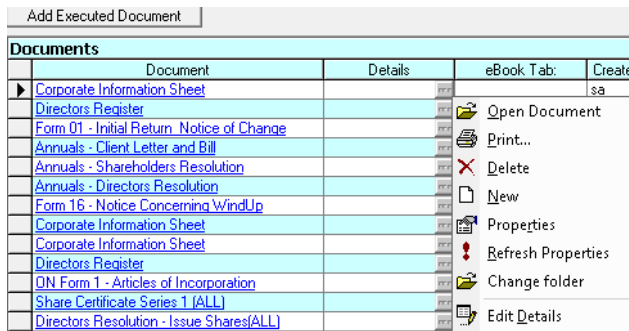 Add Executed Document
Documents
Document Details eBook Tab: Create
Corporate Information Sheet sa
Directors Register
Form 01 - Initial Return Notice of Change
Annuals - Client Letter and Bill
Annuals - Shareholders Resolution
Annuals - Directors Resolution
Form 16 - Notice Concerning WindUp
Corporate Information Sheet
Corporate Information Sheet
Directors Register
ON Form 1 - Articles of Incorporation
Share Certificate Series 1 (ALL)
Directors Resolution - Issue Shares(ALL)
Open Document
Print...
Delete
New
Properties
Refresh Properties
Change folder
Edit Details